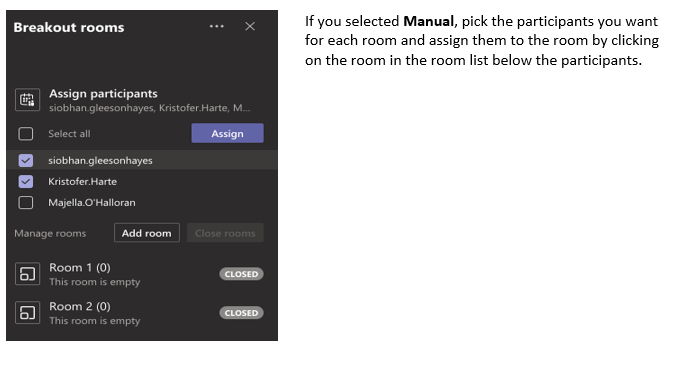 Breakout rooms
Assign participants
siobhan.gleesonhayes, Kristofer.Harte, M...
Select all
Assign
siobhan.gleesonhayes
Kristofer.Harte
Majella.O'Halloran
Manage rooms Add room Close rooms
Room 1 (0)
This room is empty
CLOSED
Room 2 (0)
This room is empty
CLOSED
If you selected Manual, pick the participants you want
for each room and assign them to the room by clicking
on the room in the room list below the participants.